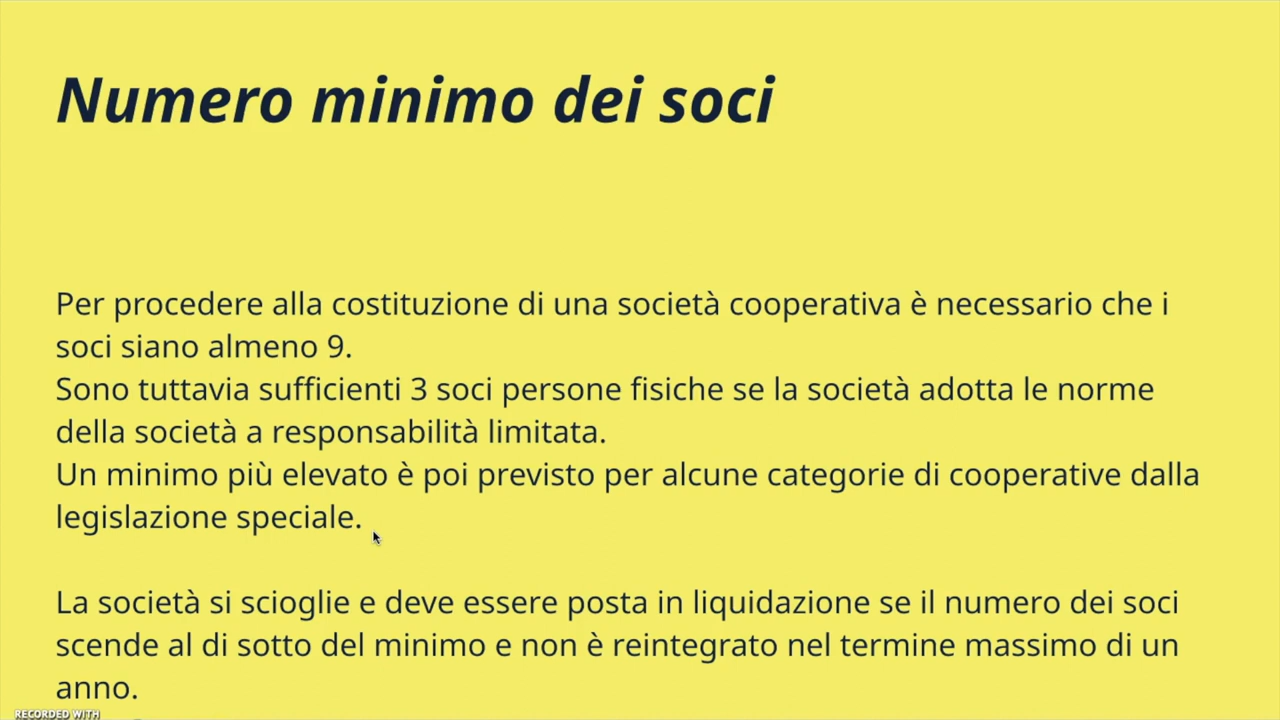 Numero minimo dei soci
Per procedere alla costituzione di una società cooperativa è necessario che i
soci siano almeno 9.
Sono tuttavia sufficienti 3 soci persone fisiche se la società adotta le norme
della società a responsabilità limitata.
Un minimo più elevato è poi previsto per alcune categorie di cooperative dalla
legislazione speciale.
La società si scioglie e deve essere posta in liquidazione se il numero dei soci
scende al di sotto del minimo e non è reintegrato nel termine massimo di un
anno.
RECORDED WITH